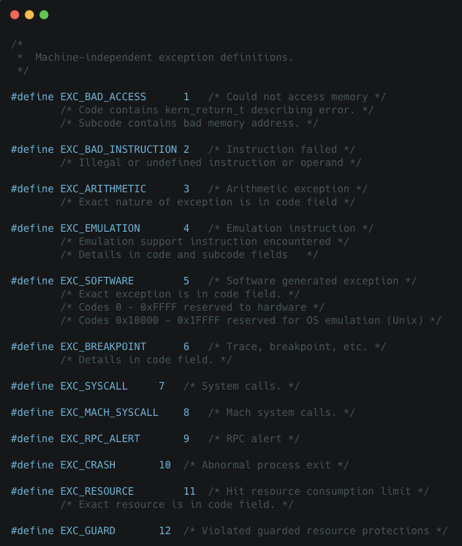 /*
 *  Machine-independent exception definitions.
 */
#define EXC_BAD_ACCESS      1   /* Could not access memory */
        /* Code contains kern_return_t describing error. */
        /* Subcode contains bad memory address. */
#define EXC_BAD_INSTRUCTION 2   /* Instruction failed */
        /* Illegal or undefined instruction or operand */
#define EXC_ARITHMETIC      3   /* Arithmetic exception */
        /* Exact nature of exception is in code field */
#define EXC_EMULATION       4   /* Emulation instruction */
        /* Emulation support instruction encountered */
        /* Details in code and subcode fields   */
#define EXC_SOFTWARE        5   /* Software generated exception */
        /* Exact exception is in code field. */
        /* Codes 0 - 0xFFFF reserved to hardware */
        /* Codes 0x10000 - 0x1FFFF reserved for OS emulation (Unix) */
#define EXC_BREAKPOINT      6   /* Trace, breakpoint, etc. */
        /* Details in code field. */
#define EXC_SYSCALL     7   /* System calls. */
#define EXC_MACH_SYSCALL    8   /* Mach system calls. */
#define EXC_RPC_ALERT       9   /* RPC alert */
#define EXC_CRASH       10  /* Abnormal process exit */
#define EXC_RESOURCE        11  /* Hit resource consumption limit */
        /* Exact resource is in code field. */
#define EXC_GUARD       12  /* Violated guarded resource protections */